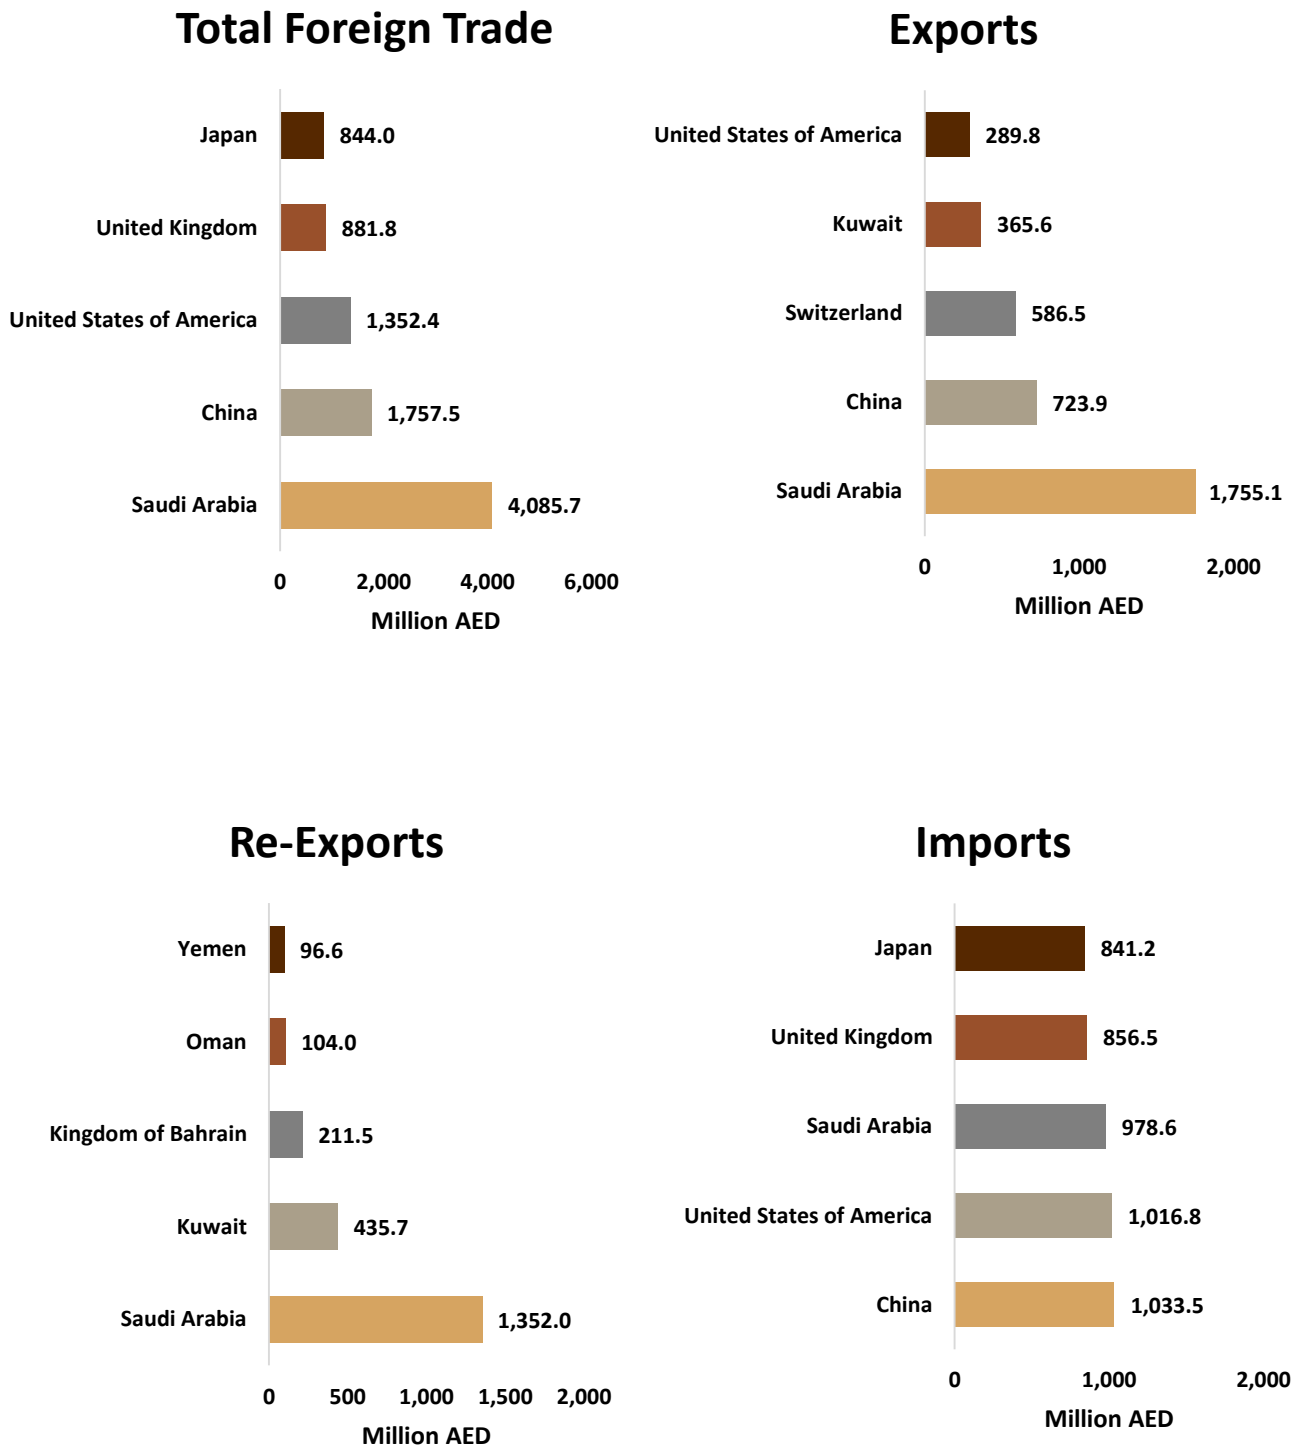 Total Foreign Trade
Japan 844.0
United Kingdom 881.8
United States of America 1,352.4
China 1,757.5
Saudi Arabia 4,085.7
0 2,000 4,000 6,000
Million AED
Exports
United States of America 289.8
Kuwait 365.6
Switzerland 586.5
China 723.9
Saudi Arabia 1,755.1
0 1,000 2,000
Million AED
Re-Exports
Yemen 96.6
Oman 104.0
Kingdom of Bahrain 211.5
Kuwait 435.7
Saudi Arabia 1,352.0
0 500 1,000 1,500 2,000
Million AED
Imports
Japan 841.2
United Kingdom 856.5
Saudi Arabia 978.6
United States of America 1,016.8
China 1,033.5
0 1,000 2,000
Million AED